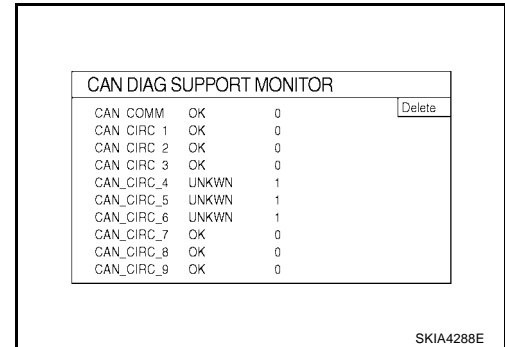 CAN DIAG SUPPORT MONITOR
Delete
CAN COMM OK 0
CAN CIRC 1 OK 0
CAN CIRC 2 OK 0
CAN CIRC 3 OK 0
CAN_CIRC_4 UNKWN 1
CAN_CIRC_5 UNKWN 1
CAN_CIRC_6 UNKWN 1
CAN_CIRC_7 OK 0
CAN_CIRC_8 OK 0
CAN_CIRC_9 OK 0
SKIA4288E